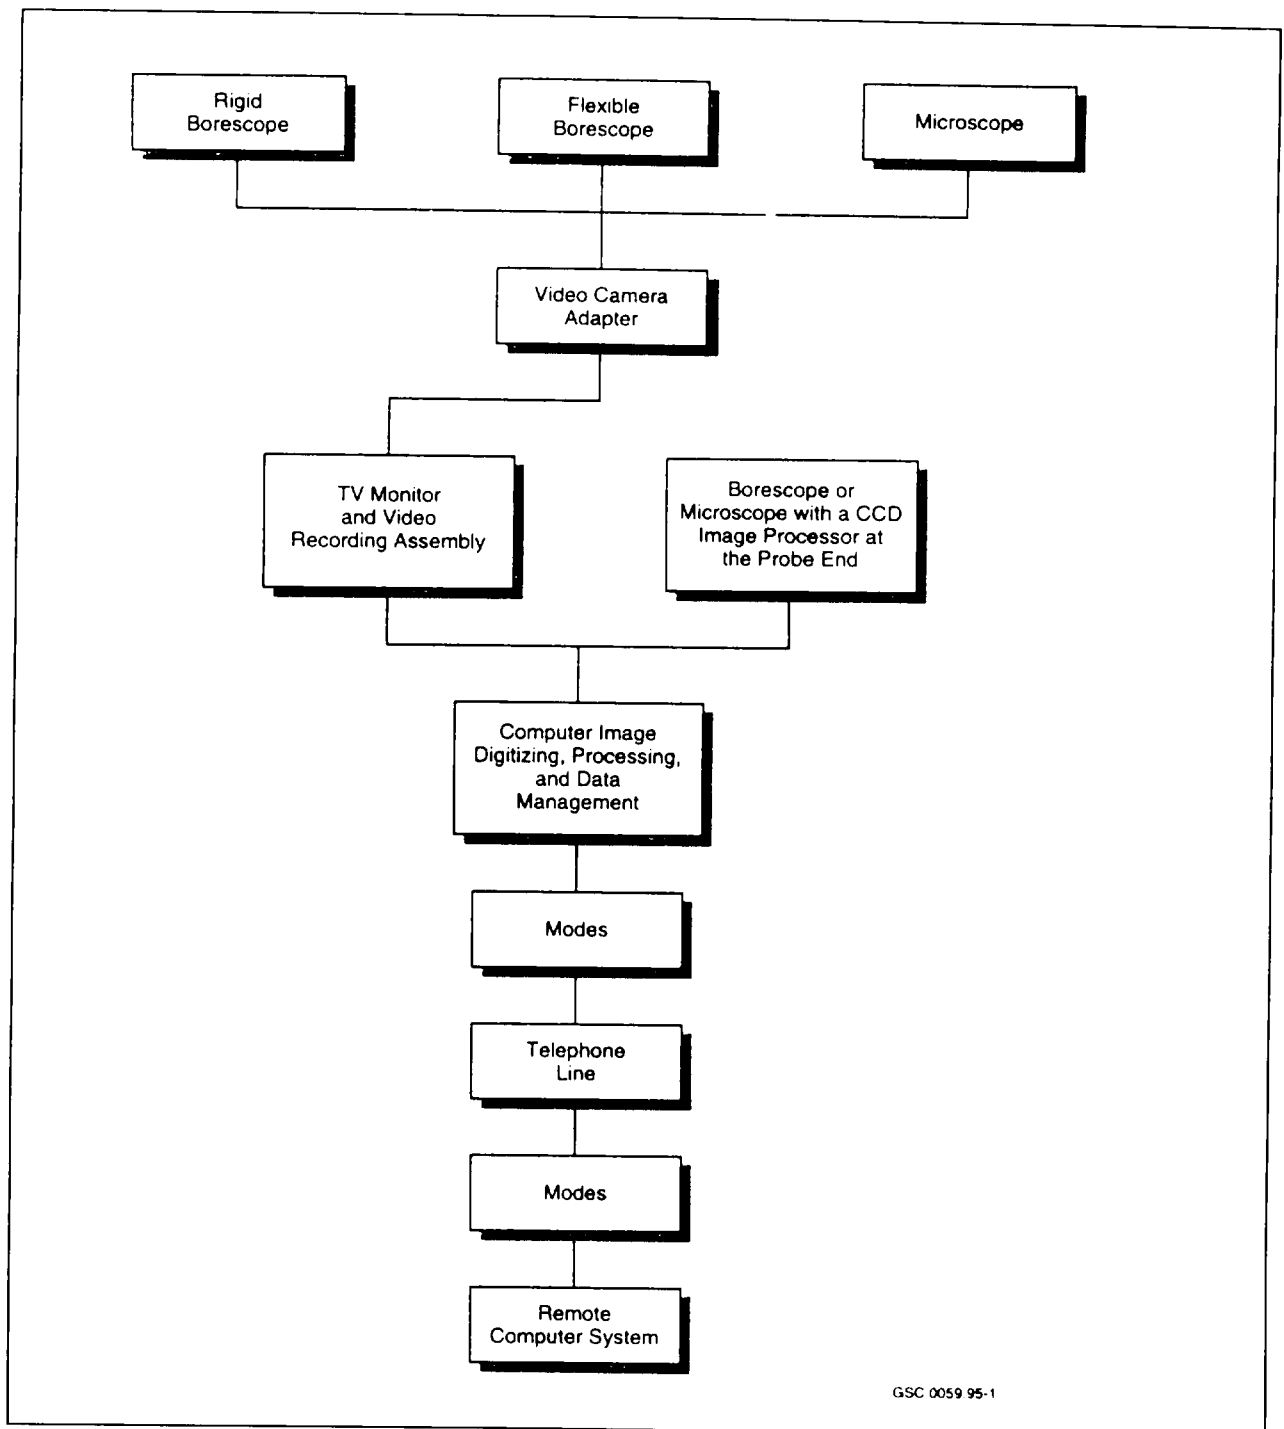 Rigid
Borescope
Flexible
Borescope
Microscope
Video Camera
Adapter
TV Monitor
and Video
Recording Assembly
Borescope or
Microscope with a CCD
Image Processor at
the Probe End
Computer Image
Digitizing, Processing,
and Data
Management
Modes
Telephone
Line
Modes
Remote
Computer System
GSC 0059 95-1